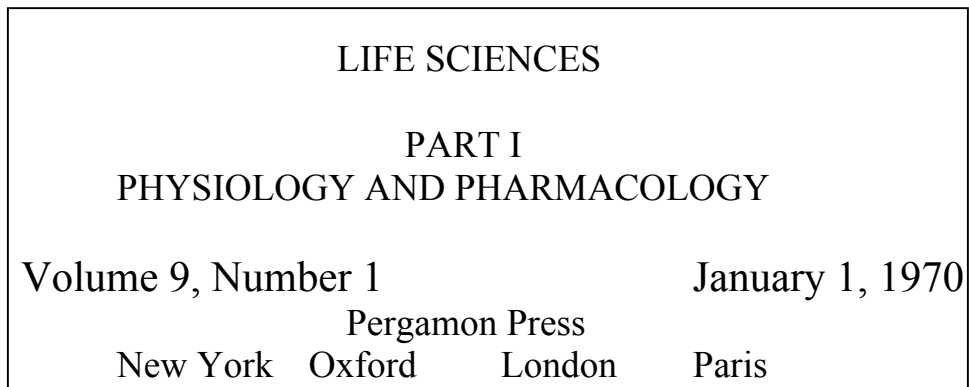 LIFE SCIENCES
PART I
PHYSIOLOGY AND PHARMACOLOGY
Volume 9, Number 1 January 1, 1970
Pergamon Press
New York Oxford London Paris